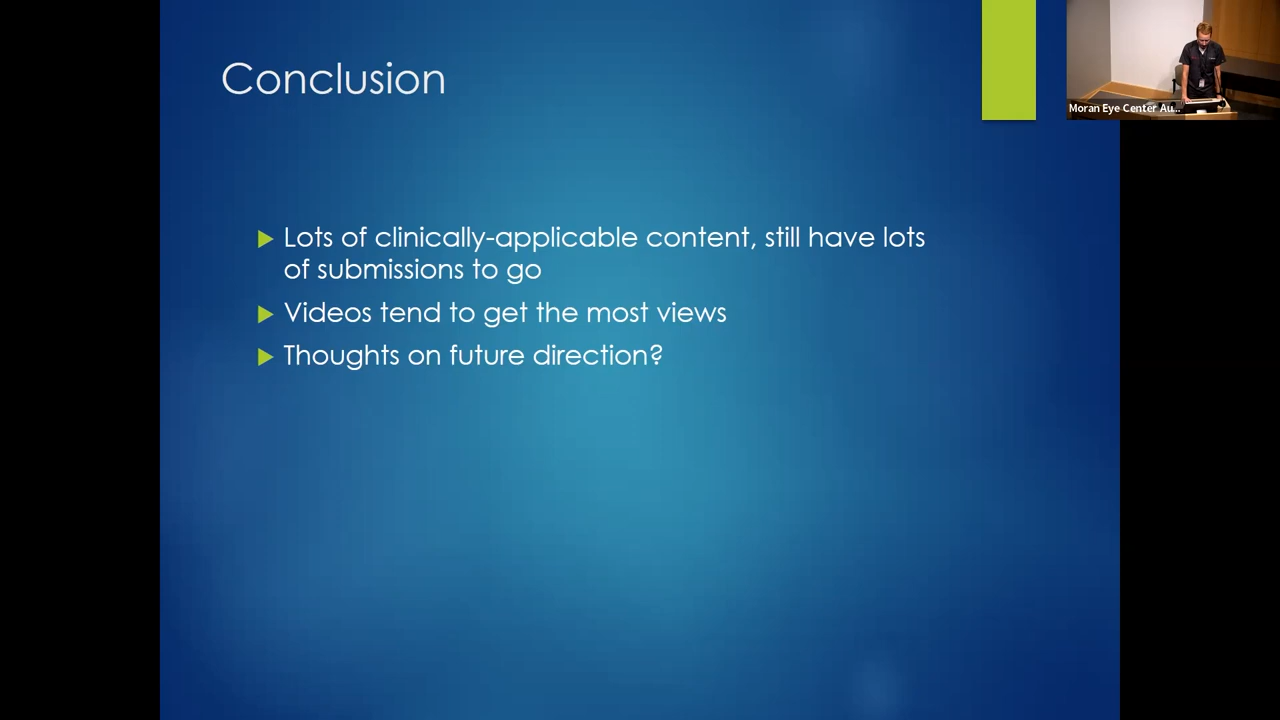 Conclusion
Moran Eye Center Au...
Lots of clinically-applicable content, still have lots
of submissions to go
Videos tend to get the most views
Thoughts on future direction?